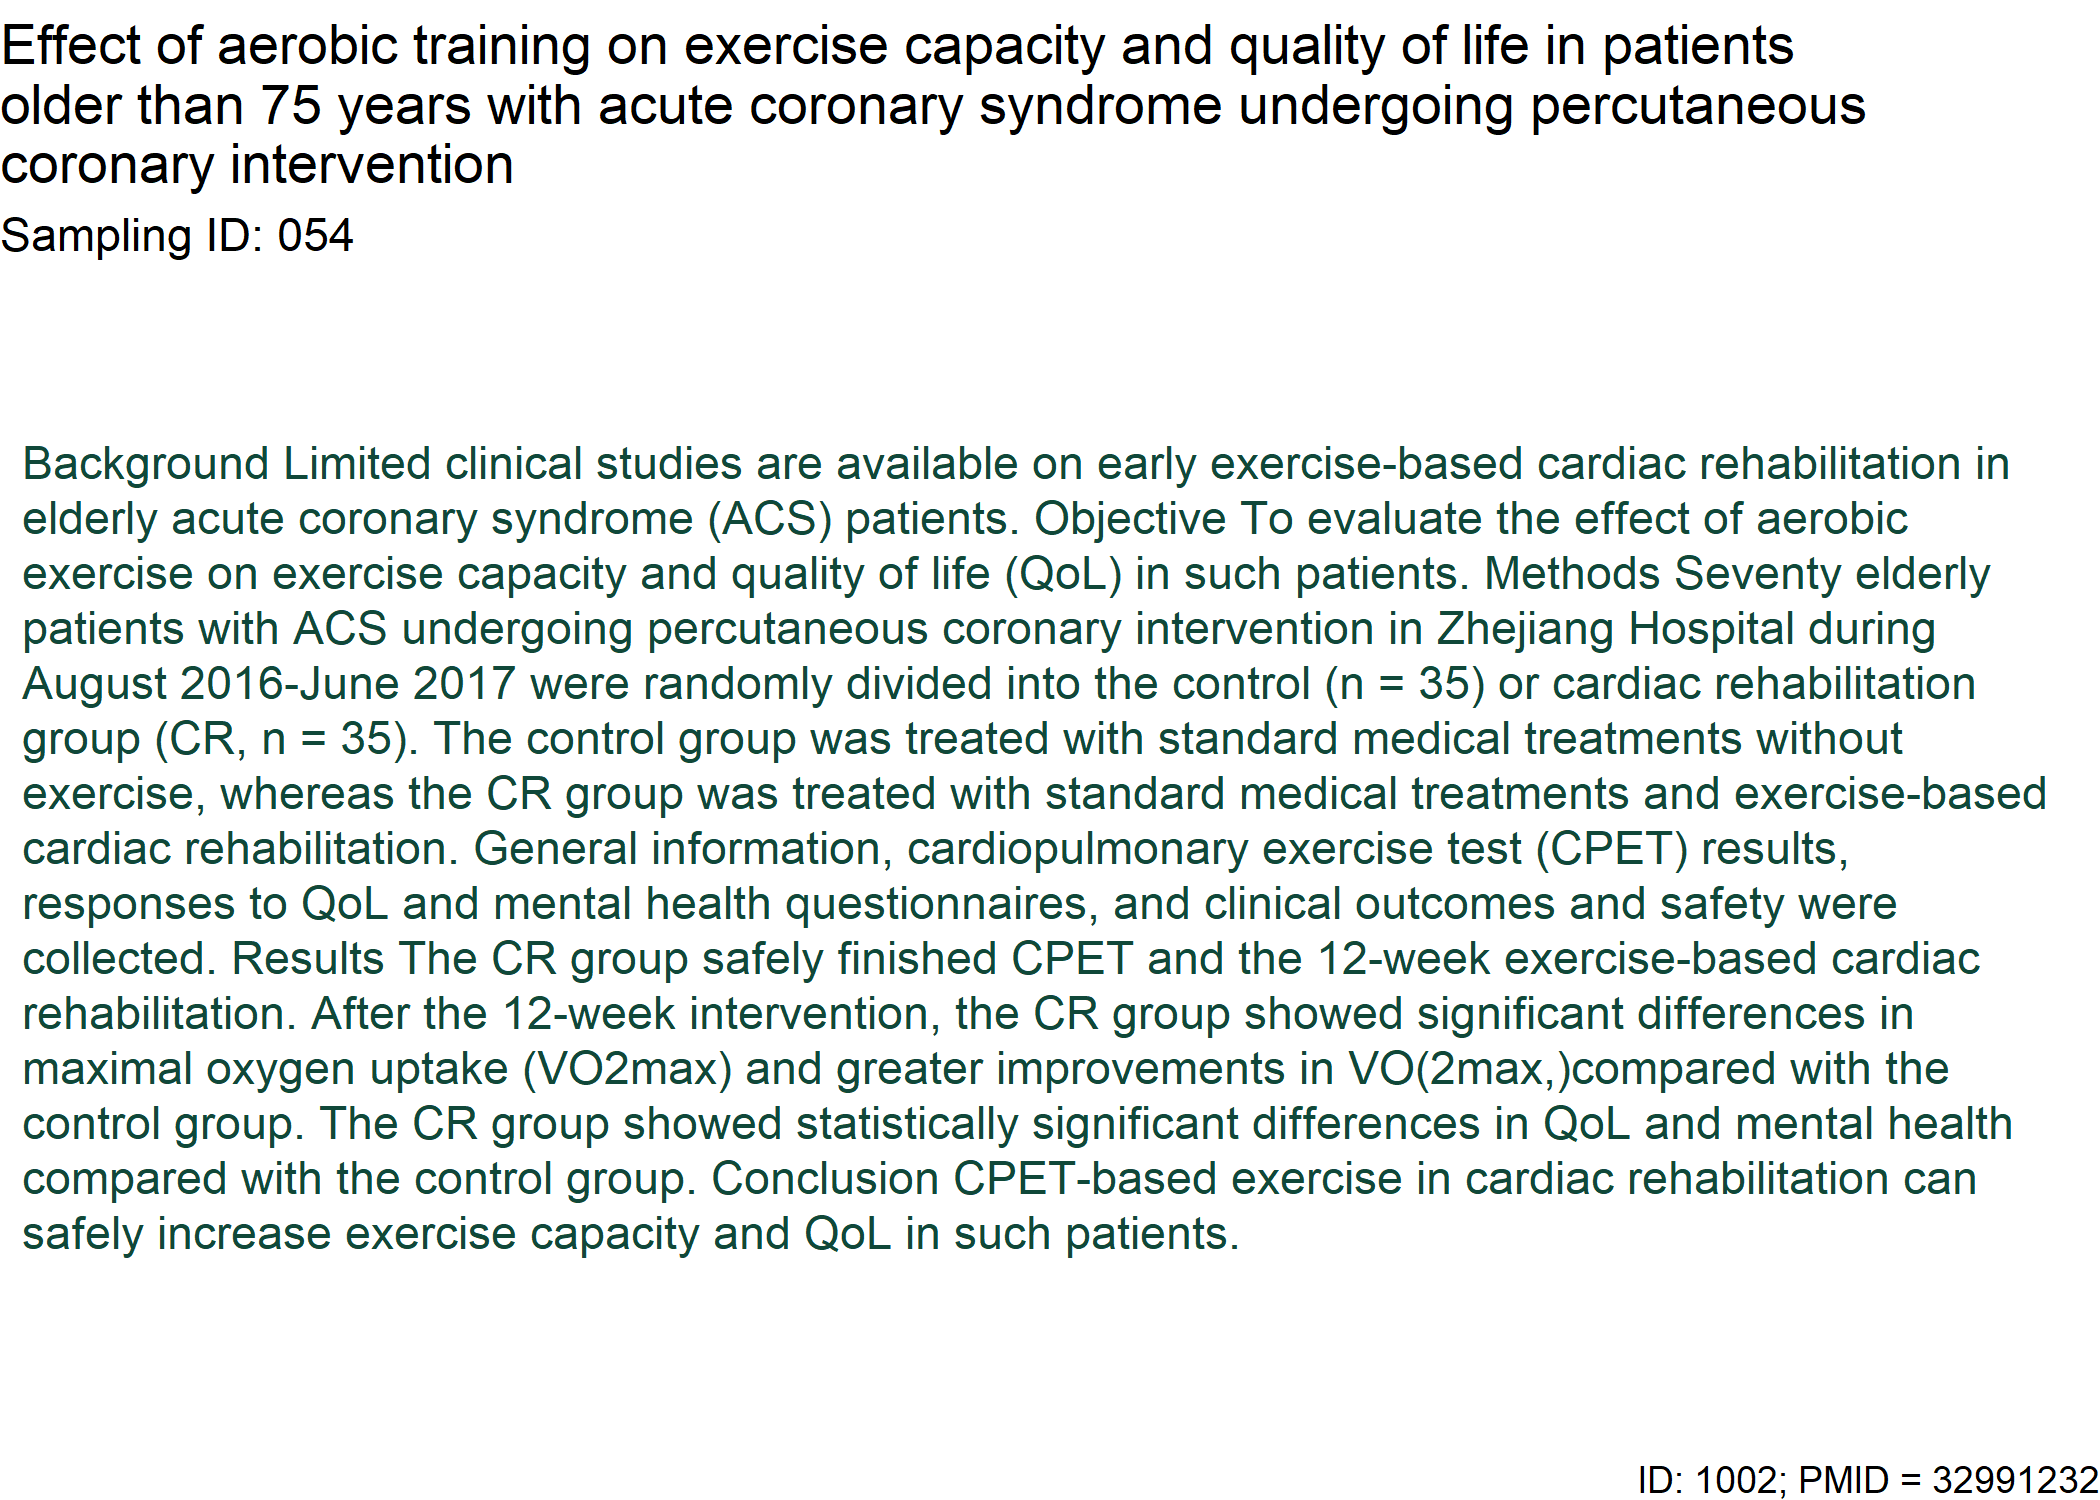 Effect of aerobic training on exercise capacity and quality of life in patients
older than 75 years with acute coronary syndrome undergoing percutaneous
coronary intervention
Sampling ID: 054
Background Limited clinical studies are available on early exercise-based cardiac rehabilitation in
elderly acute coronary syndrome (ACS) patients. Objective To evaluate the effect of aerobic
exercise on exercise capacity and quality of life (QoL) in such patients. Methods Seventy elderly
patients with ACS undergoing percutaneous coronary intervention in Zhejiang Hospital during
August 2016-June 2017 were randomly divided into the control (n = 35) or cardiac rehabilitation
group (CR, n = 35). The control group was treated with standard medical treatments without
exercise, whereas the CR group was treated with standard medical treatments and exercise-based
cardiac rehabilitation. General information, cardiopulmonary exercise test (CPET) results,
responses to QoL and mental health questionnaires, and clinical outcomes and safety were
collected. Results The CR group safely finished CPET and the 12-week exercise-based cardiac
rehabilitation. After the 12-week intervention, the CR group showed significant differences in
maximal oxygen uptake (VO2max) and greater improvements in VO(2max,)compared with the
control group. The CR group showed statistically significant differences in QoL and mental health
compared with the control group. Conclusion CPET-based exercise in cardiac rehabilitation can
safely increase exercise capacity and QoL in such patients.
ID: 1002; PMID = 32991232